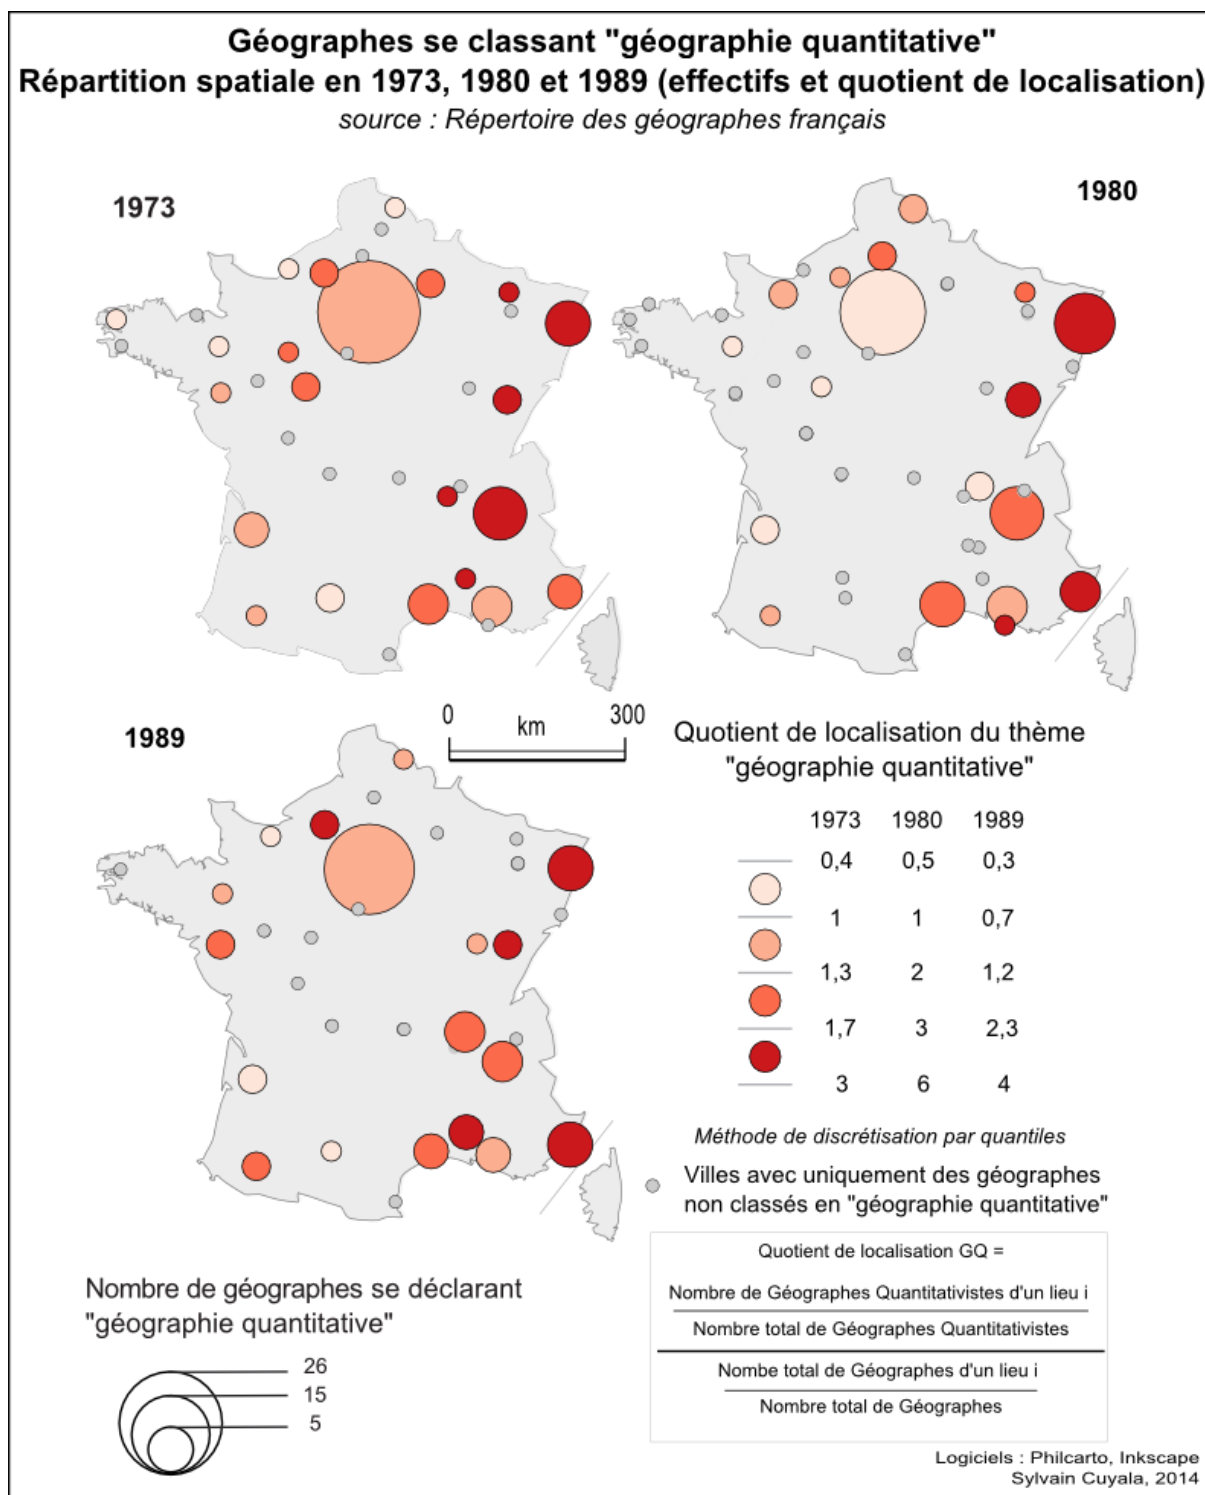 Géographes se classant "géographie quantitative"
Répartition spatiale en 1973, 1980 et 1989 (effectifs et quotient de localisation)
source : Répertoire des géographes français
1973
1980
1989
0 300
km
Quotient de localisation du thème
"géographie quantitative"
1973 1980 1989
0,4 0,5 0,3
1 1 0,7
1,3 2 1,2
1,7 3 2,3
3 6 4
Méthode de discrétisation par quantiles
Villes avec uniquement des géographes
non classés en "géographie quantitative"
Quotient de localisation GQ =
Nombre de Géographes Quantitativistes d'un lieu i
Nombre total de Géographes Quantitativistes
Nombe total de Géographes d'un lieu i
Nombre total de Géographes
Nombre de géographes se déclarant
"géographie quantitative"
26
15
5
Logiciels : Philcarto, Inkscape
Sylvain Cuyala, 2014